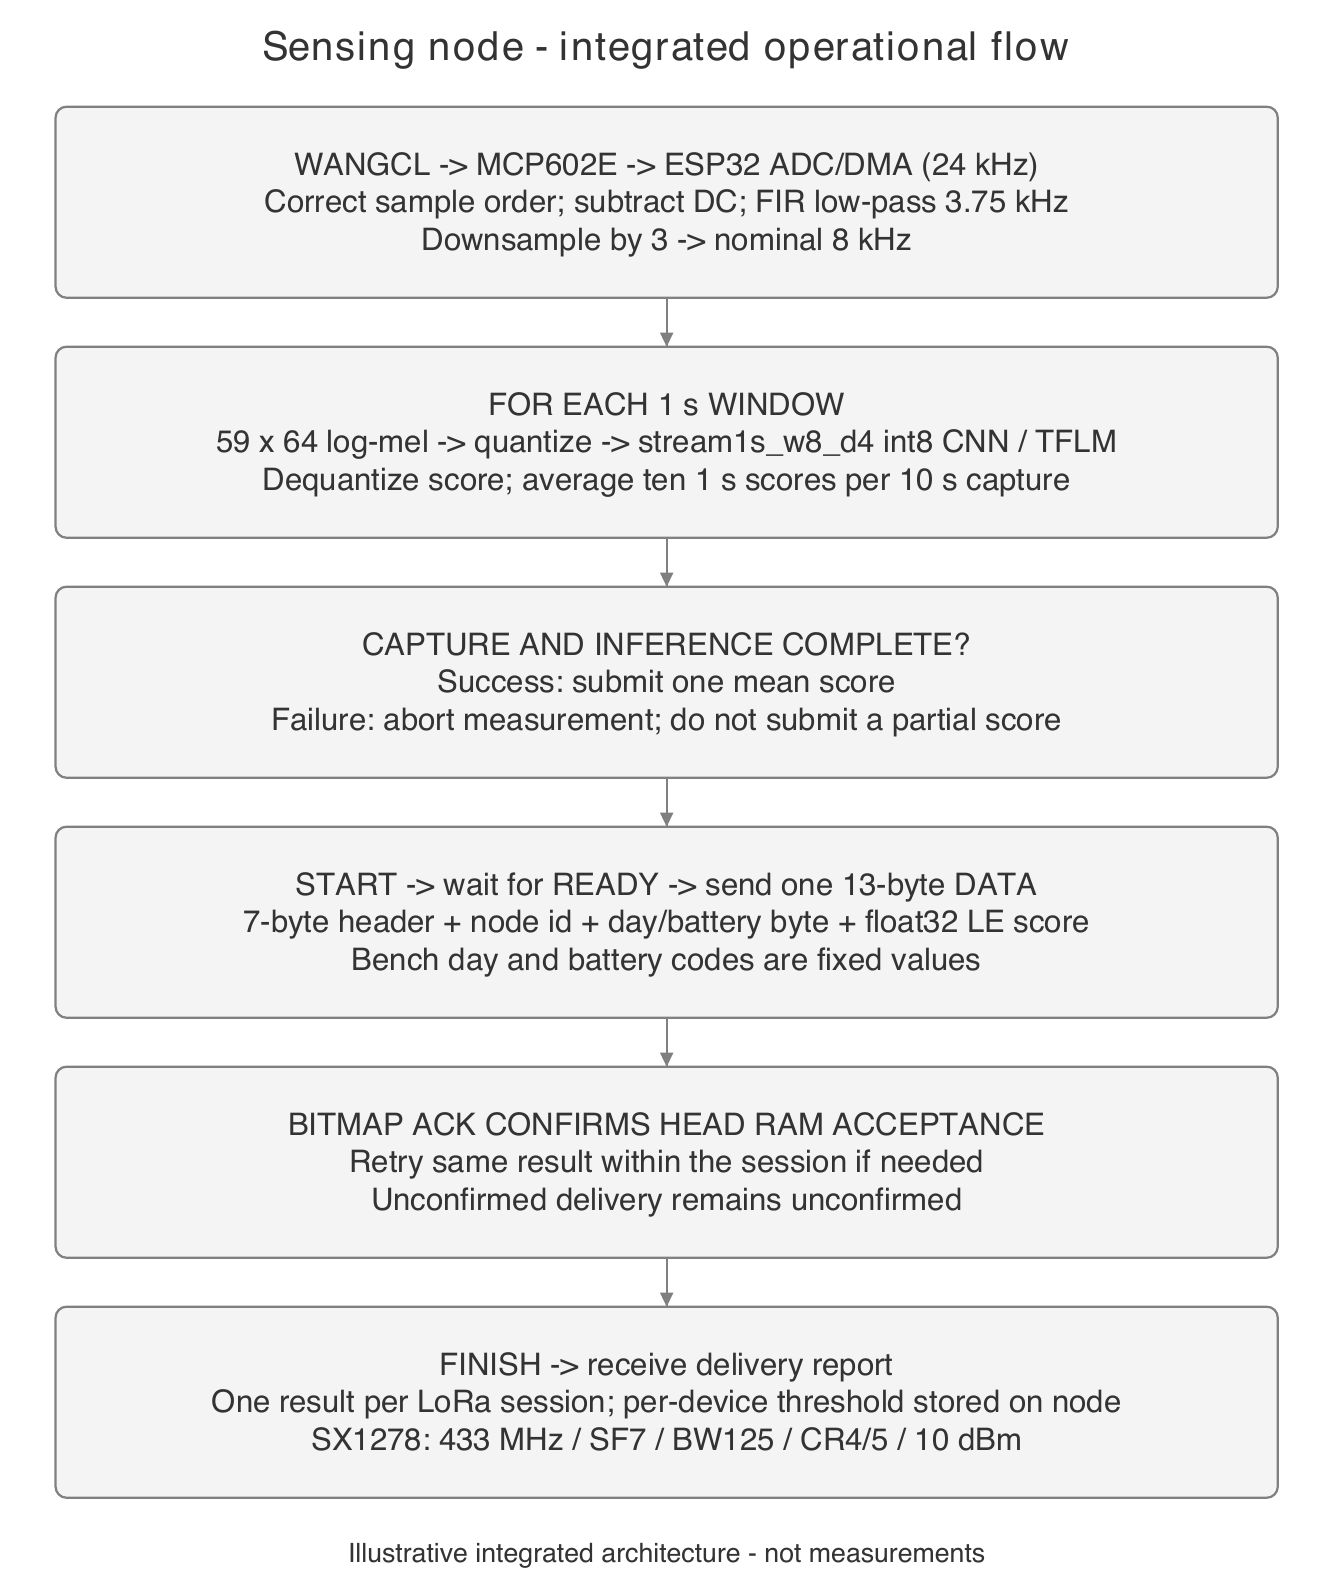 Sensing node - integrated operational flow
WANGCL -> MCP602E -> ESP32 ADC/DMA (24 kHz)
Correct sample order; subtract DC; FIR low-pass 3.75 kHz
Downsample by 3 -> nominal 8 kHz
FOR EACH 1 s WINDOW
59 x 64 log-mel -> quantize -> stream1s_w8_d4 int8 CNN / TFLM
Dequantize score; average ten 1 s scores per 10 s capture
CAPTURE AND INFERENCE COMPLETE?
Success: submit one mean score
Failure: abort measurement; do not submit a partial score
START -> wait for READY -> send one 13-byte DATA
7-byte header + node id + day/battery byte + float32 LE score
Bench day and battery codes are fixed values
BITMAP ACK CONFIRMS HEAD RAM ACCEPTANCE
Retry same result within the session if needed
Unconfirmed delivery remains unconfirmed
FINISH -> receive delivery report
One result per LoRa session; per-device threshold stored on node
SX1278: 433 MHz / SF7 / BW125 / CR4/5 / 10 dBm
Illustrative integrated architecture - not measurements